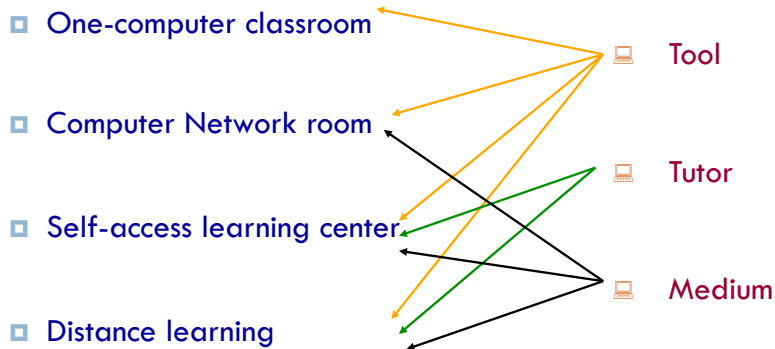 One-computer classroom
Tool
Computer Network room
Tutor
Self-access learning center
Medium
Distance learning